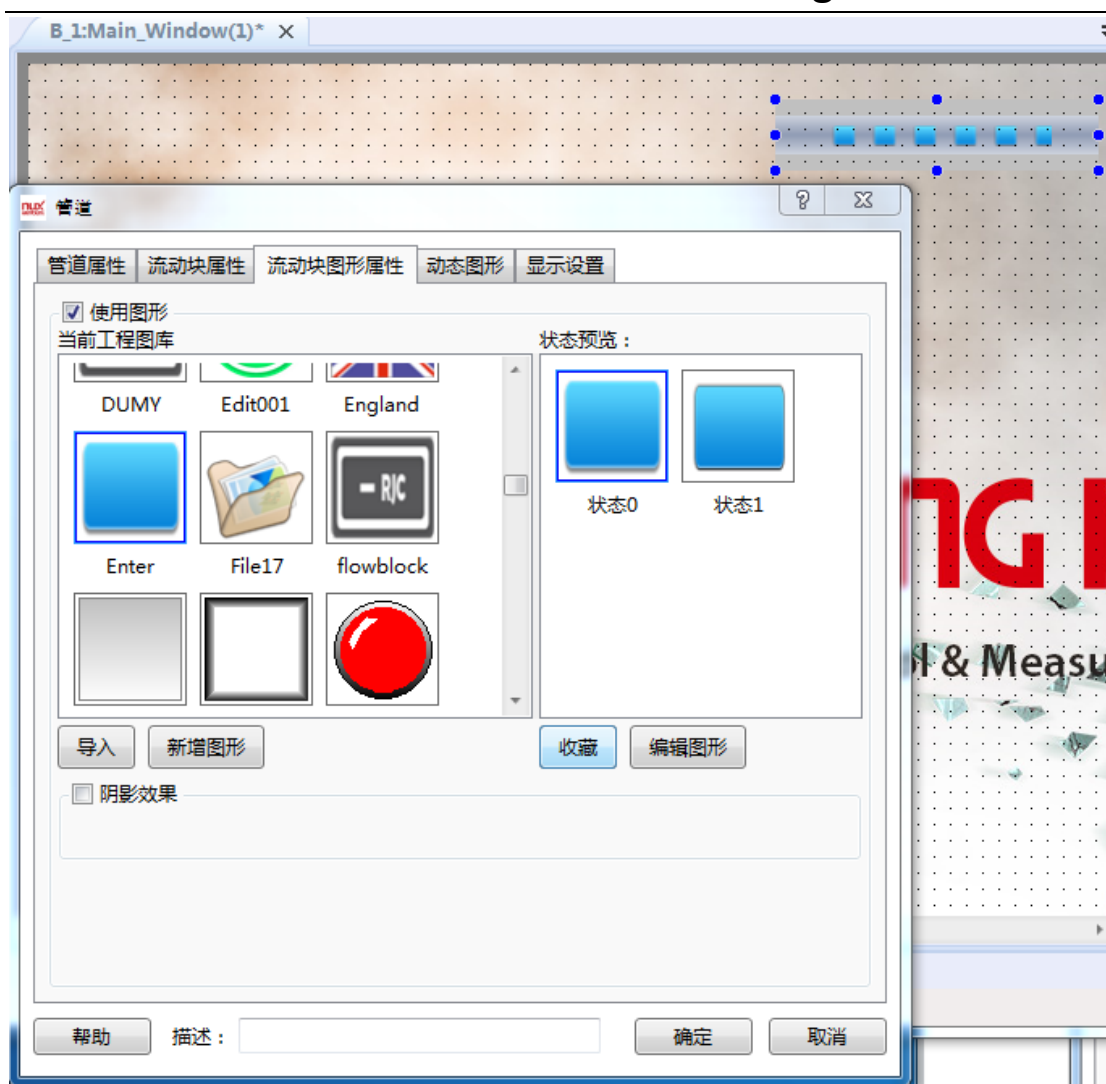 B_1:Main_Window(1)*
管道
管道属性 流动块属性 流动块图形属性 动态图形 显示设置
使用图形
当前工程图库 状态预览：
DUMY Edit001 England
RJC
Enter File17 flowblock
状态0 状态1
导入 新增图形 收藏 编辑图形
阴影效果
帮助 描述： 确定 取消
NG
& Measu